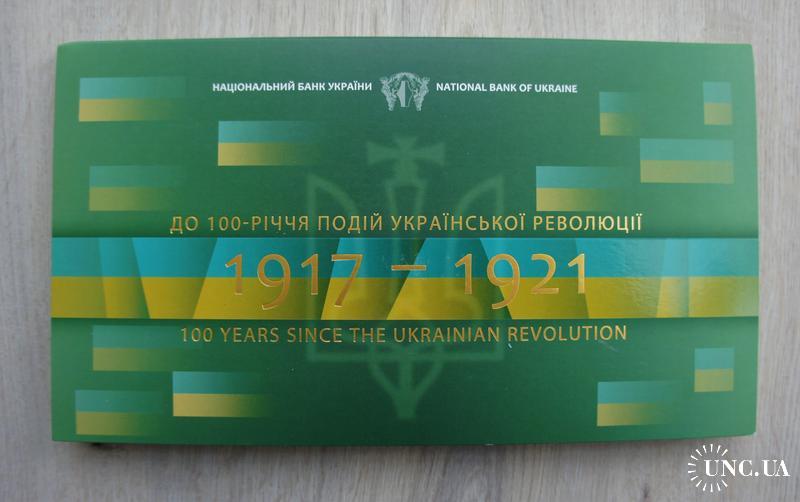 НАЦІОНАЛЬНИЙ БАНК УКРАЇНИ NATIONAL BANK OF UKRAINE
ДО 100-РІЧЧЯ ПОДІЙ УКРАЇНСЬКОЇ РЕВОЛЮЦІЇ
1917 – 1921
100 YEARS SINCE THE UKRAINIAN REVOLUTION
UNC.UA